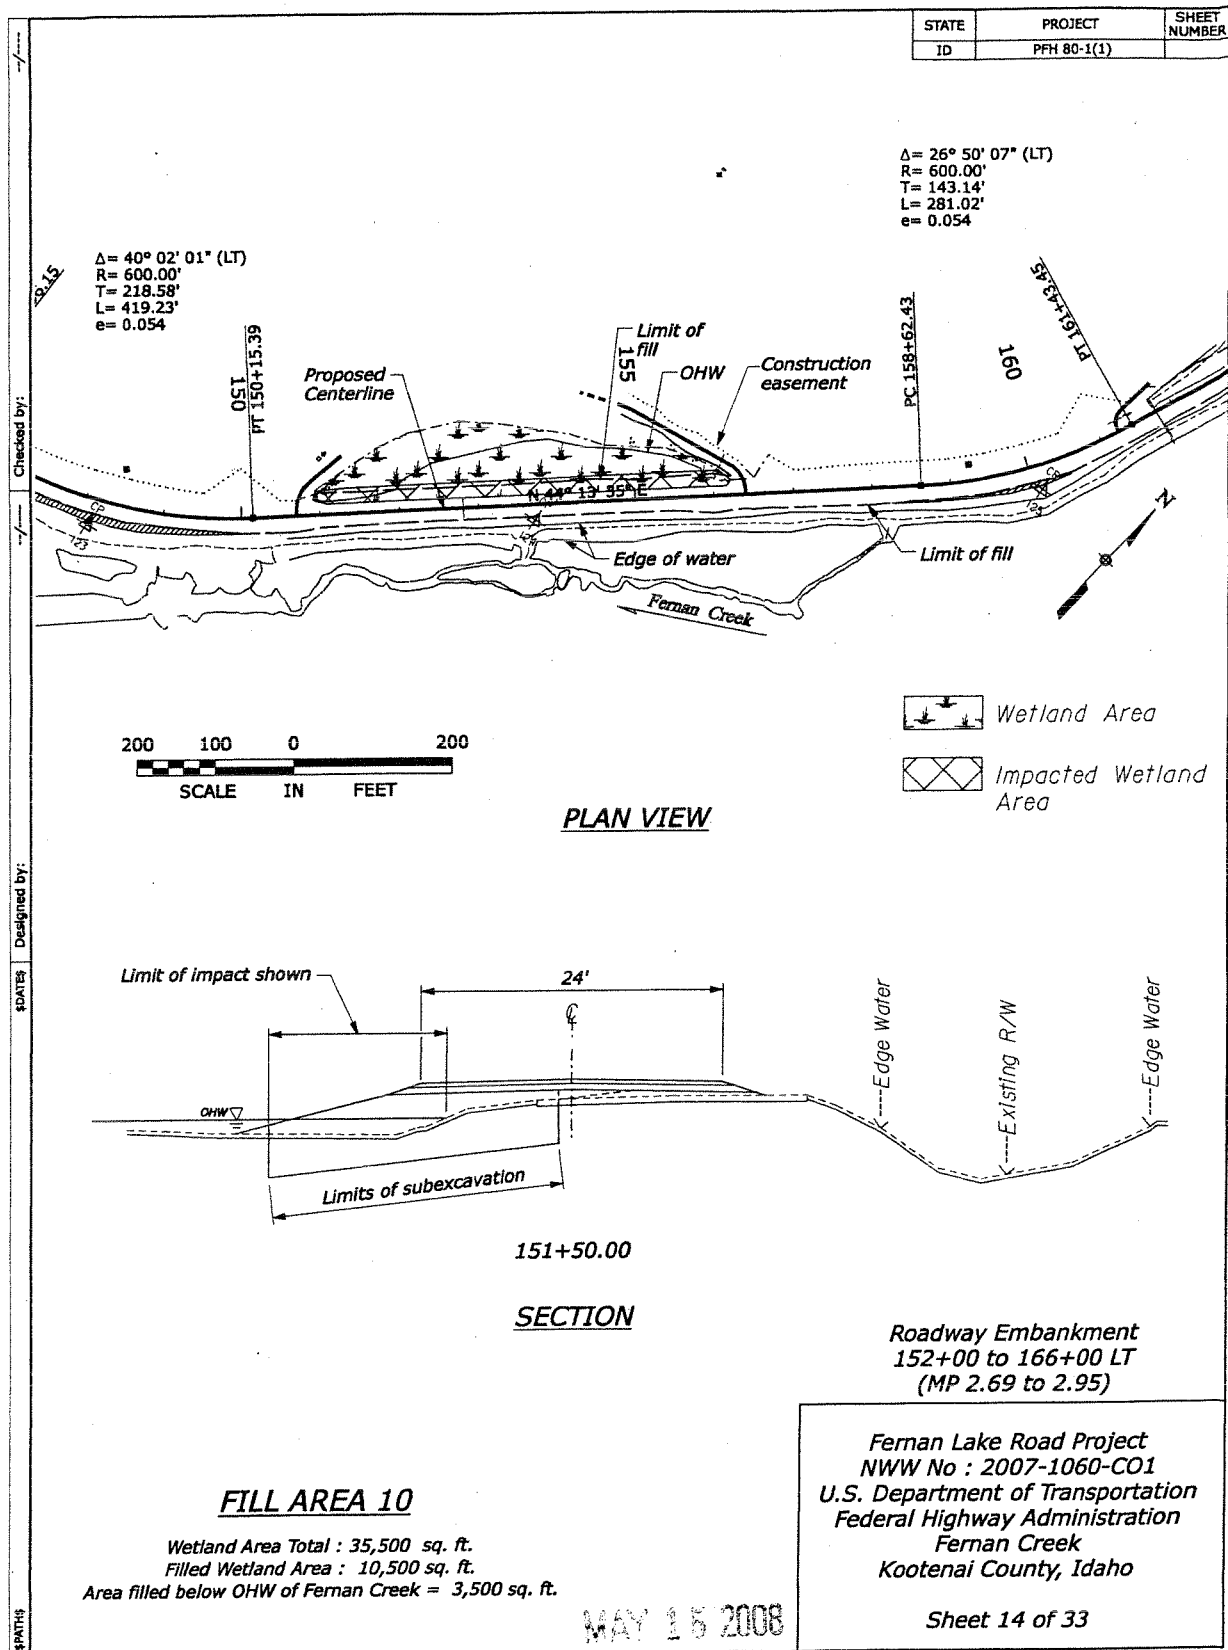 STATE PROJECT SHEET NUMBER
ID PFH 80-1(1)
Δ= 26° 50' 07" (LT)
R= 600.00'
T= 143.14'
L= 281.02'
e= 0.054
Δ= 40° 02' 01" (LT)
R= 600.00'
T= 218.58'
L= 419.23'
e= 0.054
150
PT 150+15.39
Proposed
Centerline
Limit of
fill
155
OHW
Construction
easement
PC 158+62.43
160
PT 161+43.45
N 44° 13' 35" E
CP
123
CP
123
Edge of water
Limit of fill
Fernan Creek
N
Wetland Area
Impacted Wetland
Area
200 100 0 200
SCALE IN FEET
PLAN VIEW
Limit of impact shown
24'
CL
OHW
Edge Water
Existing R/W
Edge Water
Limits of subexcavation
151+50.00
SECTION
Roadway Embankment
152+00 to 166+00 LT
(MP 2.69 to 2.95)
FILL AREA 10
Wetland Area Total : 35,500 sq. ft.
Filled Wetland Area : 10,500 sq. ft.
Area filled below OHW of Fernan Creek = 3,500 sq. ft.
MAY 15 2008
Fernan Lake Road Project
NWW No : 2007-1060-CO1
U.S. Department of Transportation
Federal Highway Administration
Fernan Creek
Kootenai County, Idaho
Sheet 14 of 33
Checked by:
Designed by:
$DATE$
$PATH$